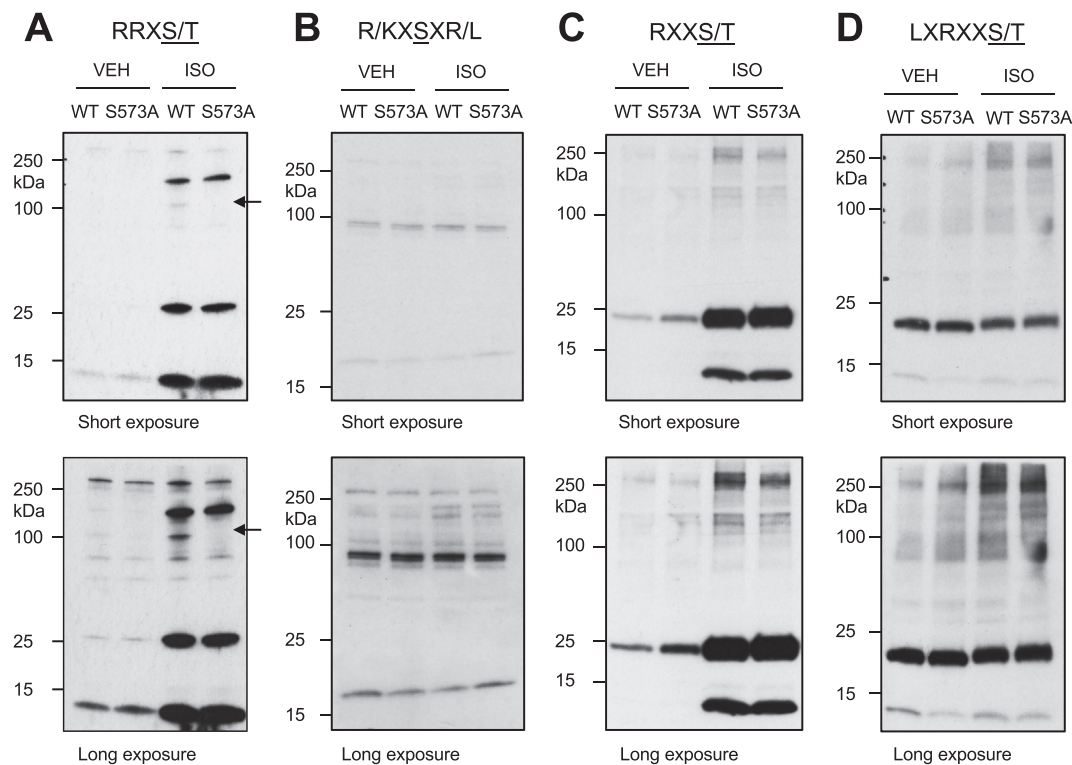 A RRXS/T
VEH ISO
WT S573A WT S573A
250
kDa
100
25
15
Short exposure
250
kDa
100
25
15
Long exposure
B R/KXSXR/L
VEH ISO
WT S573A WT S573A
250
kDa
100
25
15
Short exposure
250
kDa
100
25
15
Long exposure
C RXXS/T
VEH ISO
WT S573A WT S573A
250
kDa
100
25
15
Short exposure
250
kDa
100
25
15
Long exposure
D LXRXXS/T
VEH ISO
WT S573A WT S573A
250
kDa
100
25
15
Short exposure
250
kDa
100
25
15
Long exposure